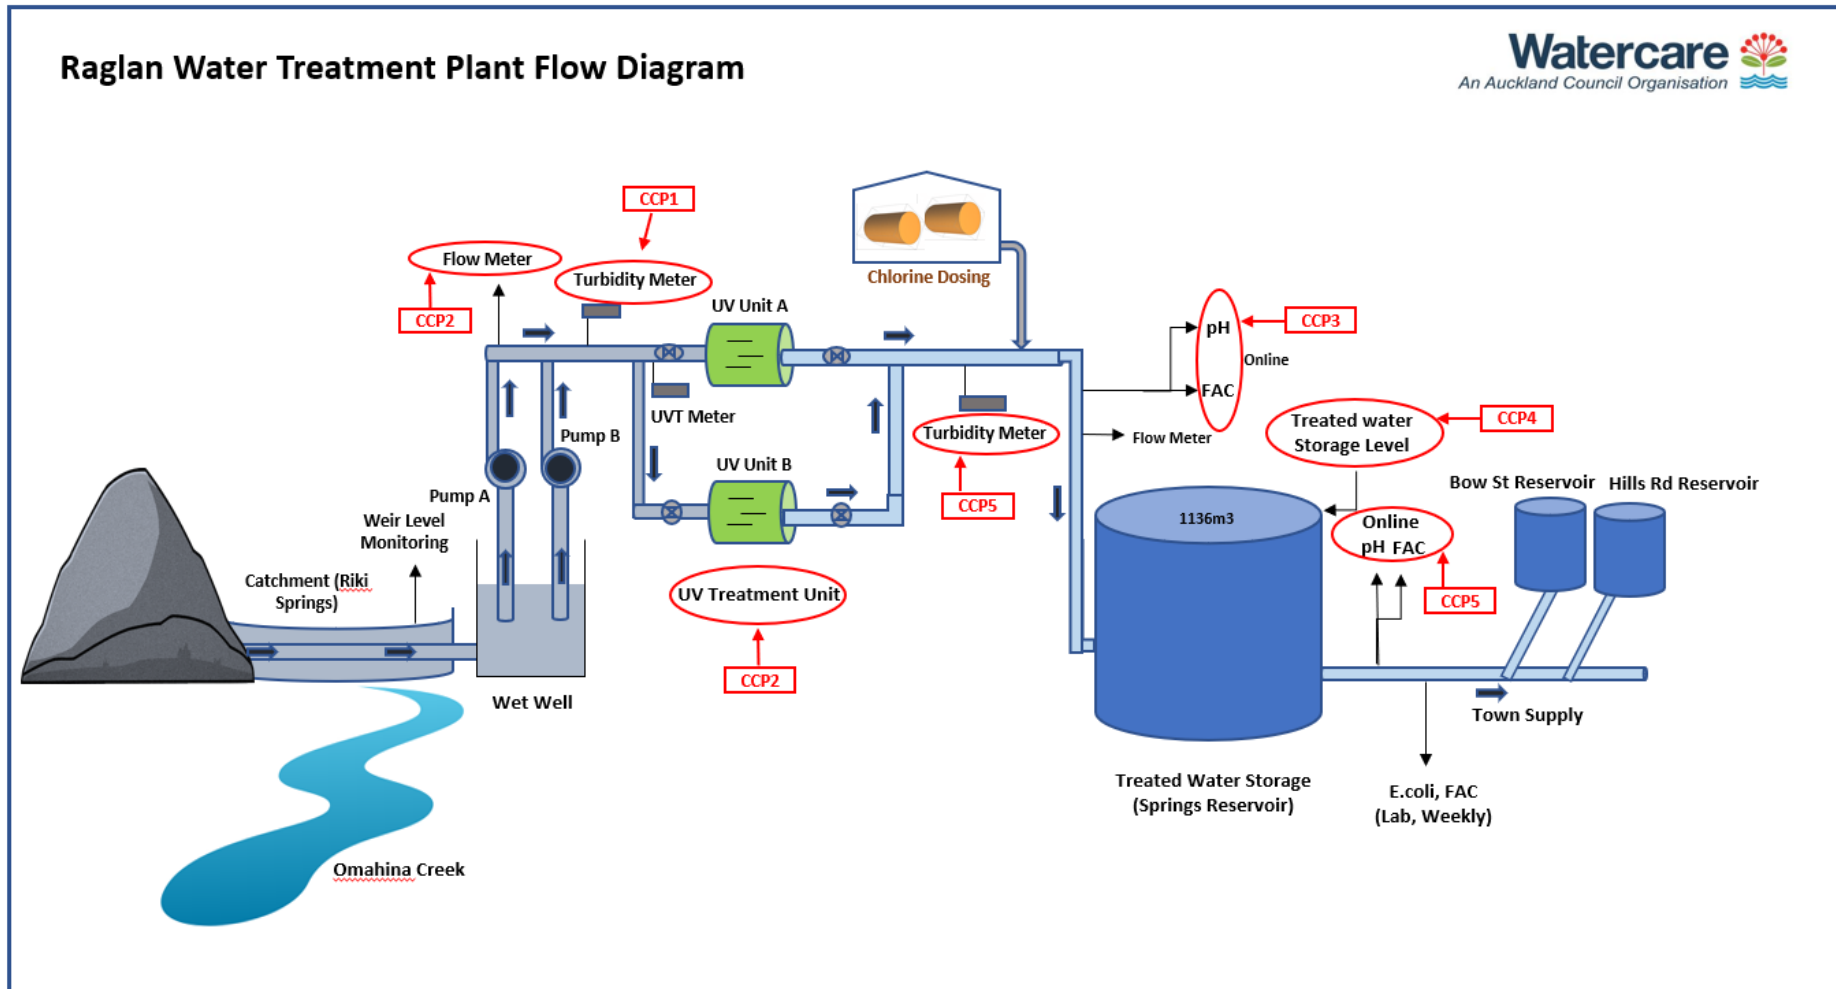 Raglan Water Treatment Plant Flow Diagram
Watercare
An Auckland Council Organisation
CCP1
Flow Meter
Turbidity Meter
CCP2
UV Unit A
Chlorine Dosing
pH
CCP3
Online
FAC
UVT Meter
Pump B
Turbidity Meter
Flow Meter
Treated water
Storage Level
CCP4
UV Unit B
CCP5
Pump A
Weir Level
Monitoring
Bow St Reservoir
Hills Rd Reservoir
1136m3
Online
pH FAC
CCP5
Catchment (Riki
Springs)
UV Treatment Unit
CCP2
Wet Well
Town Supply
Treated Water Storage
(Springs Reservoir)
E.coli, FAC
(Lab, Weekly)
Omahina Creek